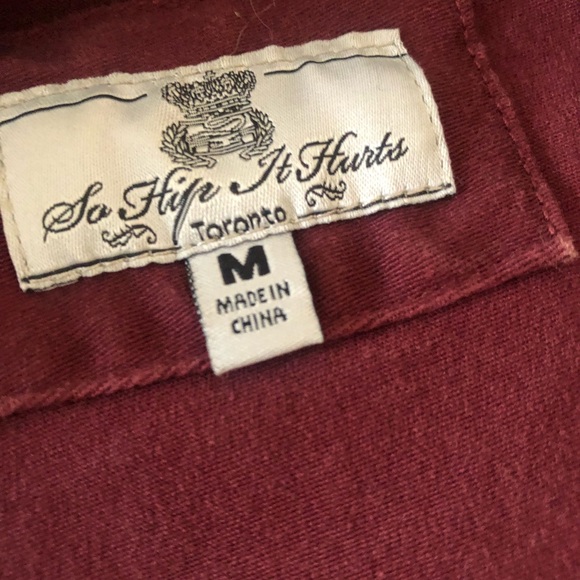 So Hip It Hurts
Toronto
M
MADE IN
CHINA